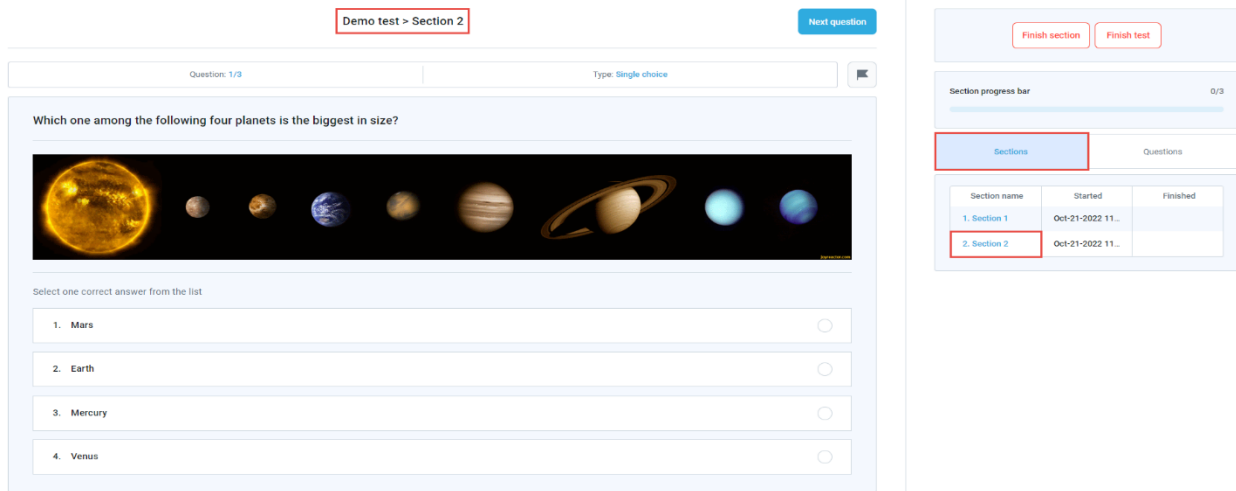 Demo test > Section 2
Next question
Question: 1/3
Type: Single choice
Which one among the following four planets is the biggest in size?
Select one correct answer from the list
1. Mars
2. Earth
3. Mercury
4. Venus
Finish section
Finish test
Section progress bar
0/3
Sections
Questions
Section name Started Finished
1. Section 1 Oct-21-2022 11...
2. Section 2 Oct-21-2022 11...